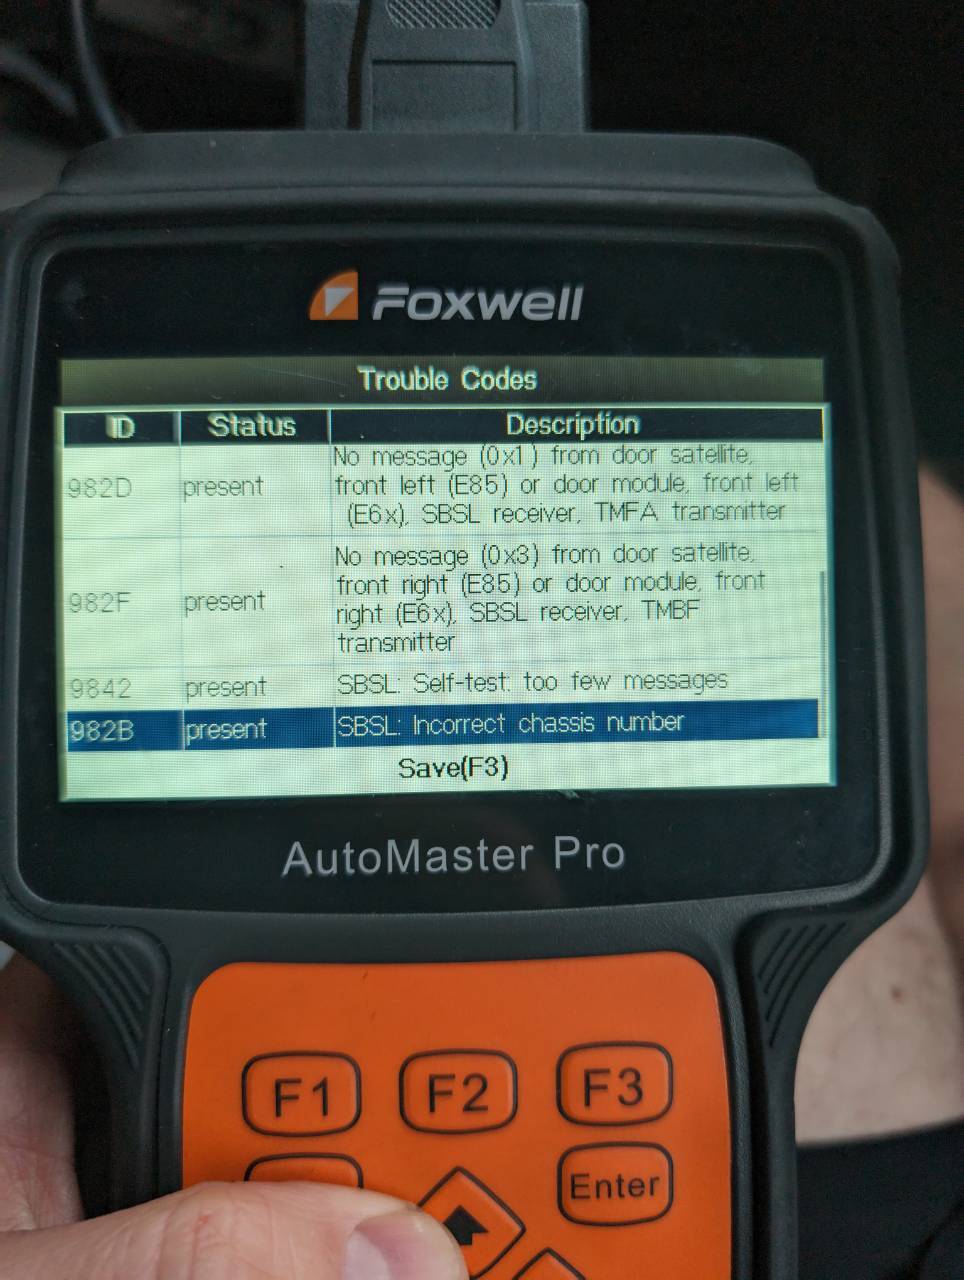 Foxwell
Trouble Codes
ID Status Description
982D present No message (0x1) from door satellite,
front left (E85) or door module, front left
(E6x), SBSL receiver, TMFA transmitter
982F present No message (0x3) from door satellite,
front right (E85) or door module, front
right (E6x), SBSL receiver, TMBF
transmitter
9842 present SBSL: Self-test: too few messages
982B present SBSL: Incorrect chassis number
Save(F3)
AutoMaster Pro
F1 F2 F3
Enter